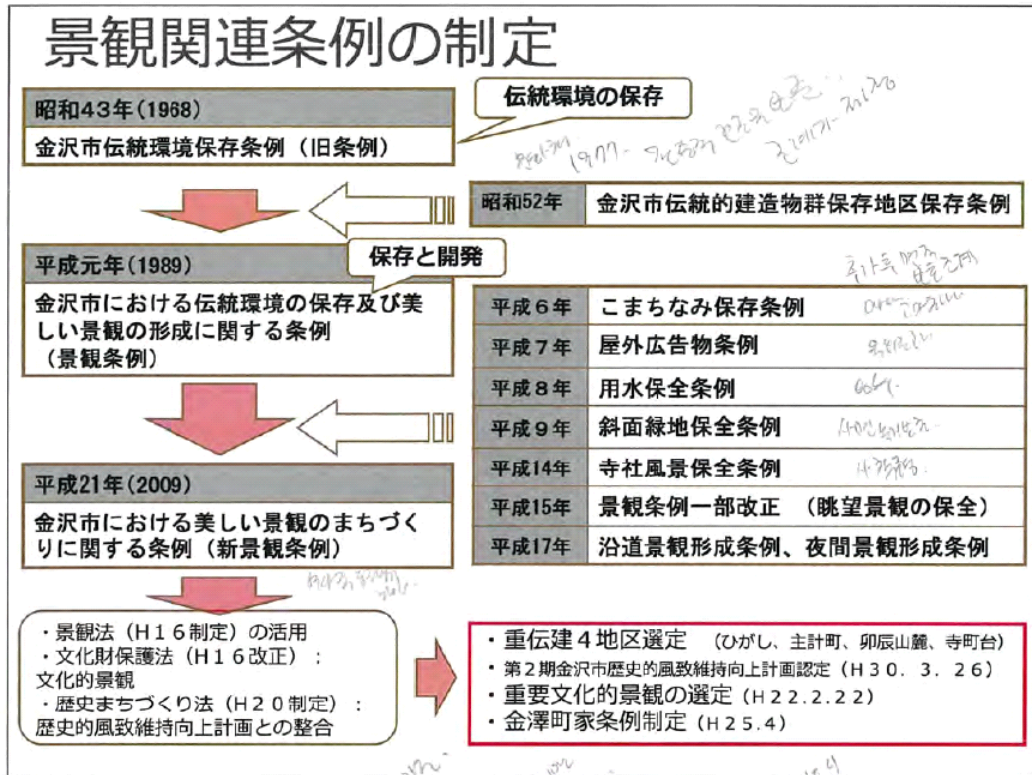 景観関連条例の制定
昭和43年(1968)
伝統環境の保存
金沢市伝統環境保存条例（旧条例）
1977-
昭和52年 金沢市伝統的建造物群保存地区保存条例
平成元年(1989)
保存と開発
金沢市における伝統環境の保存及び美
しい景観の形成に関する条例
（景観条例）
平成６年 こまちなみ保存条例
平成７年 屋外広告物条例
平成８年 用水保全条例
平成９年 斜面緑地保全条例
平成14年 寺社風景保全条例
平成15年 景観条例一部改正 （眺望景観の保全）
平成17年 沿道景観形成条例、夜間景観形成条例
平成21年(2009)
金沢市における美しい景観のまちづく
りに関する条例（新景観条例）
・景観法（Ｈ１６制定）の活用
・文化財保護法（Ｈ１６改正）：
文化的景観
・歴史まちづくり法（Ｈ２０制定）：
歴史的風致維持向上計画との整合
・重伝建４地区選定 （ひがし、主計町、卯辰山麓、寺町台）
・第２期金沢市歴史的風致維持向上計画認定（Ｈ３０．３．２６）
・重要文化的景観の選定（Ｈ２２.２.２２）
・金澤町家条例制定（Ｈ２５.４）